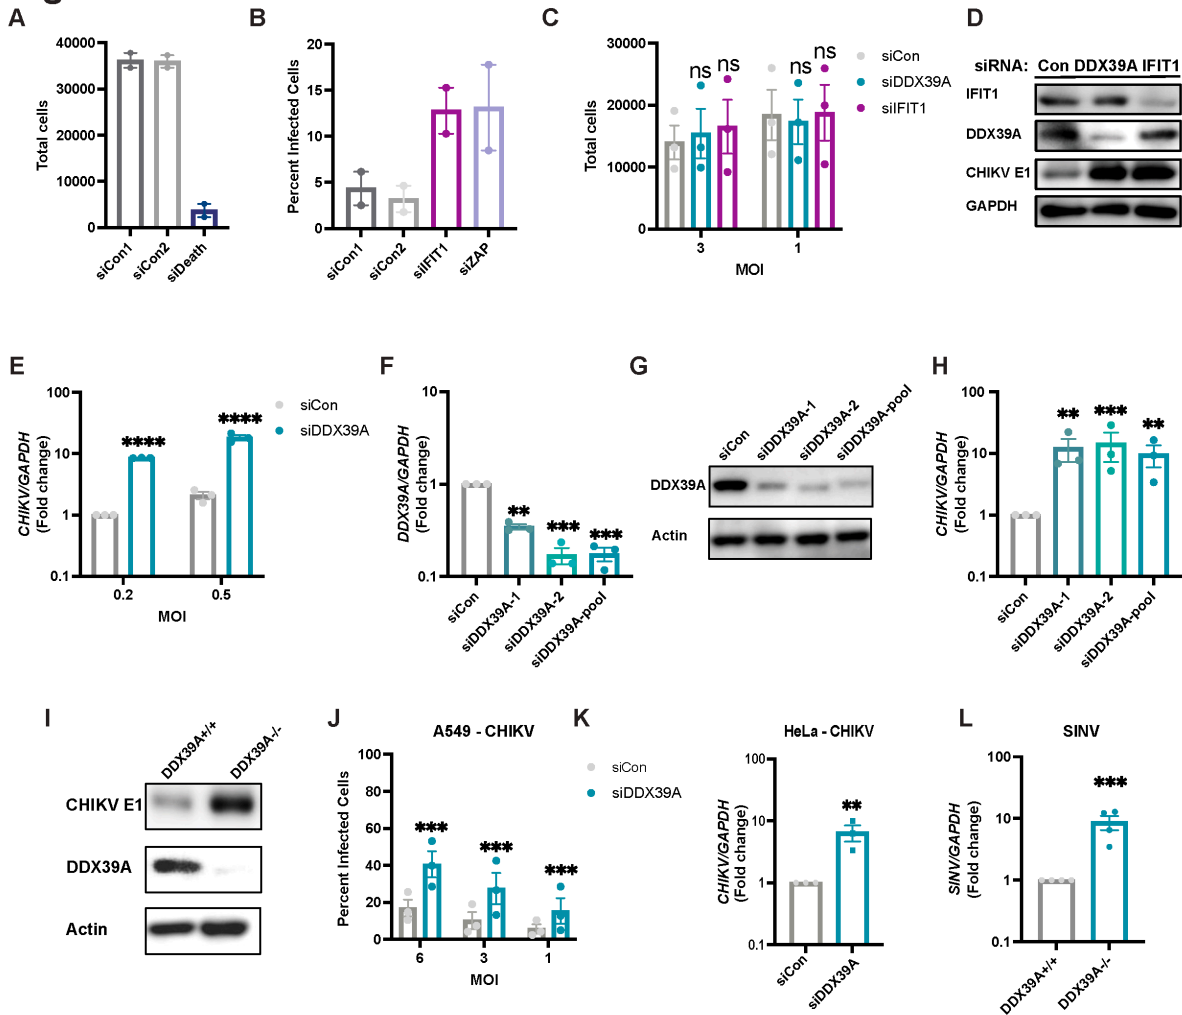 A
Total cells
40000
30000
20000
10000
0
siCon1
siCon2
siDeath
B
Percent Infected Cells
20
15
10
5
0
siCon1
siCon2
siIFIT1
siZAP
C
Total cells
30000
20000
10000
0
ns ns
ns ns
3
1
MOI
siCon
siDDX39A
siIFIT1
D
siRNA: Con DDX39A IFIT1
IFIT1
DDX39A
CHIKV E1
GAPDH
E
CHIKV/GAPDH
(Fold change)
100
10
1
0.1
****
****
0.2
0.5
MOI
siCon
siDDX39A
F
DDX39A/GAPDH
(Fold change)
10
1
0.1
**
***
***
siCon
siDDX39A-1
siDDX39A-2
siDDX39A-pool
G
siCon
siDDX39A-1
siDDX39A-2
siDDX39A-pool
DDX39A
Actin
H
CHIKV/GAPDH
(Fold change)
100
10
1
0.1
**
***
**
siCon
siDDX39A-1
siDDX39A-2
siDDX39A-pool
I
DDX39A+/+
DDX39A-/-
CHIKV E1
DDX39A
Actin
J
A549 - CHIKV
Percent Infected Cells
100
80
60
40
20
0
***
***
***
6
3
1
MOI
siCon
siDDX39A
K
HeLa - CHIKV
CHIKV/GAPDH
(Fold change)
100
10
1
0.1
**
siCon
siDDX39A
L
SINV
SINV/GAPDH
(Fold change)
100
10
1
0.1
***
DDX39A+/+
DDX39A-/-